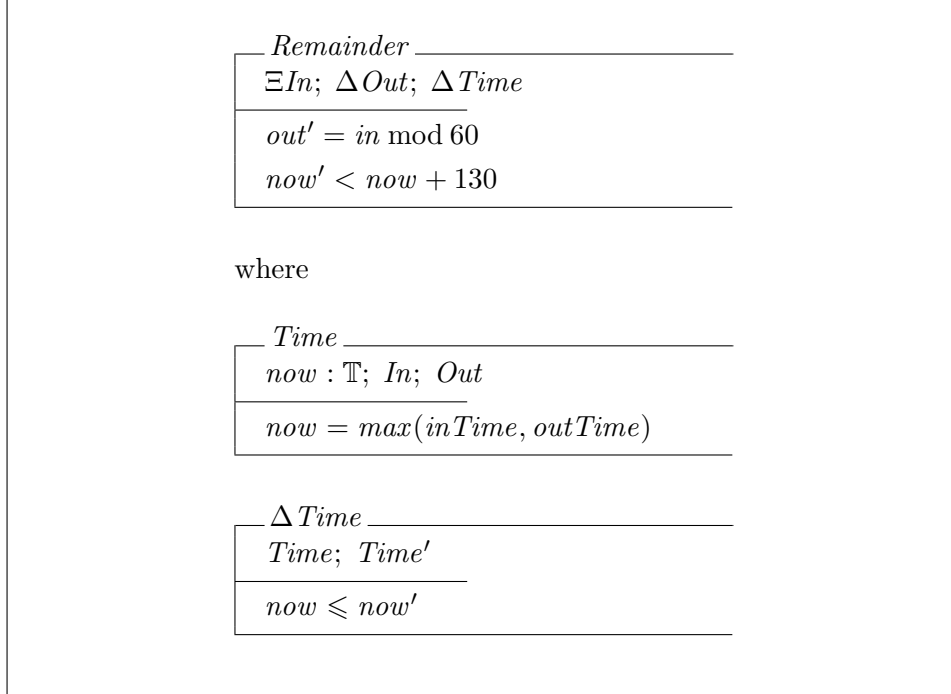 Remainder
ΞIn; ΔOut; ΔTime
out′ = in mod 60
now′ < now + 130
where
Time
now : 𝕋; In; Out
now = max(inTime, outTime)
ΔTime
Time; Time′
now ⩽ now′